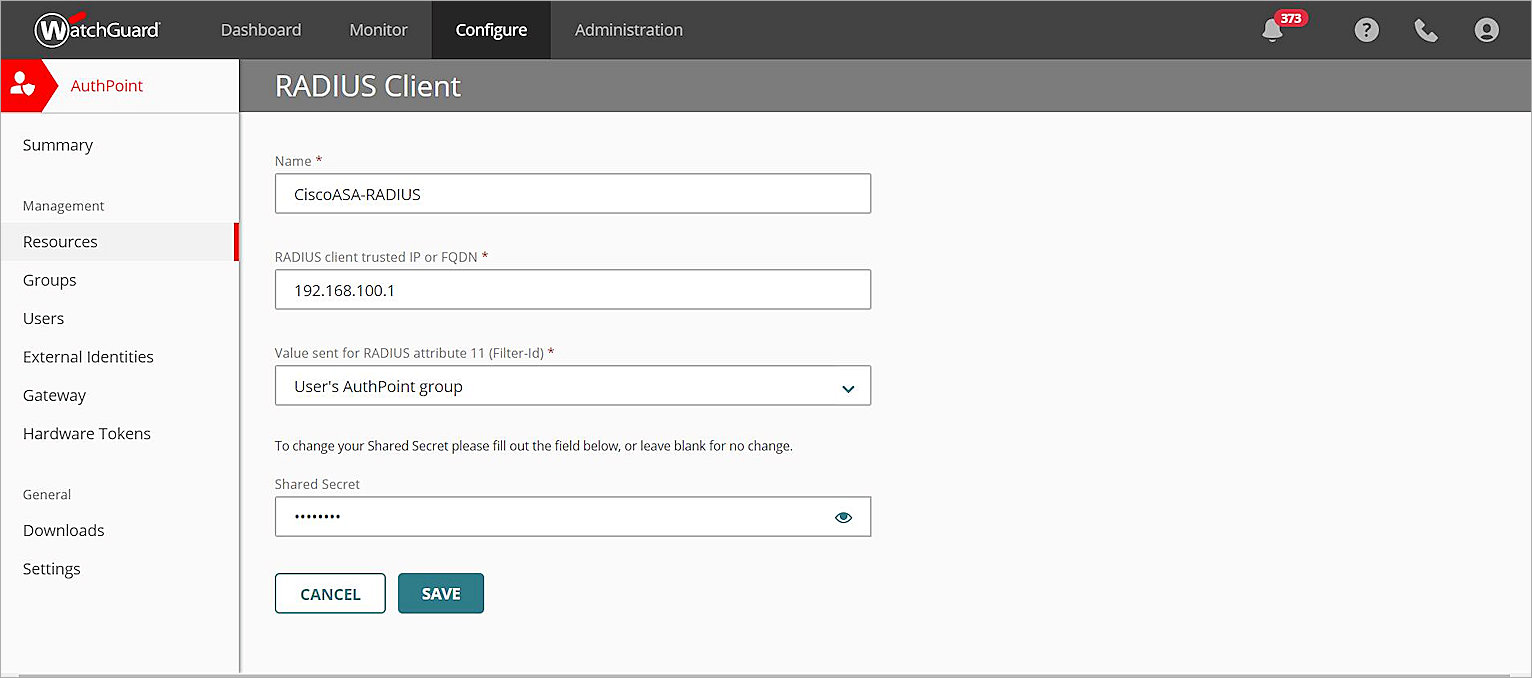 WatchGuard
Dashboard
Monitor
Configure
Administration
373
?
AuthPoint
RADIUS Client
Summary
Management
Resources
Groups
Users
External Identities
Gateway
Hardware Tokens
General
Downloads
Settings
Name *
CiscoASA-RADIUS
RADIUS client trusted IP or FQDN *
192.168.100.1
Value sent for RADIUS attribute 11 (Filter-Id) *
User's AuthPoint group
To change your Shared Secret please fill out the field below, or leave blank for no change.
Shared Secret
••••••••
CANCEL
SAVE